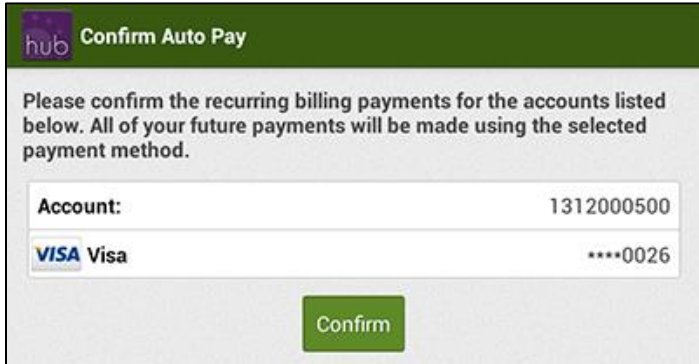 hub Confirm Auto Pay
Please confirm the recurring billing payments for the accounts listed
below. All of your future payments will be made using the selected
payment method.
Account: 1312000500
VISA Visa ****0026
Confirm